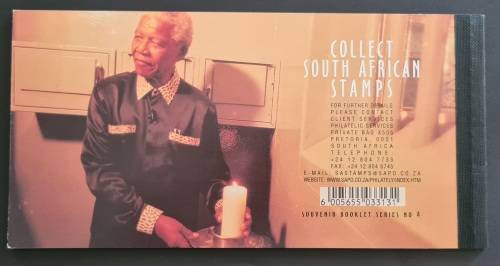 COLLECT
SOUTH AFRICAN
STAMPS
FOR FURTHER DETAILS
PLEASE CONTACT
CLIENT SERVICES
PHILATELIC SERVICES
PRIVATE BAG X505
PRETORIA, 0001
SOUTH AFRICA
TELEPHONE:
+24 12 804 7735
FAX: +24 12 804 6745
E-MAIL: SASTAMPS@SAPO.CO.ZA
WEBSITE: WWW.SAPO.CO.ZA/PHILATELY/INDEX.HTM
6 005655 033131
SOUVENIR BOOKLET SERIES NO 4